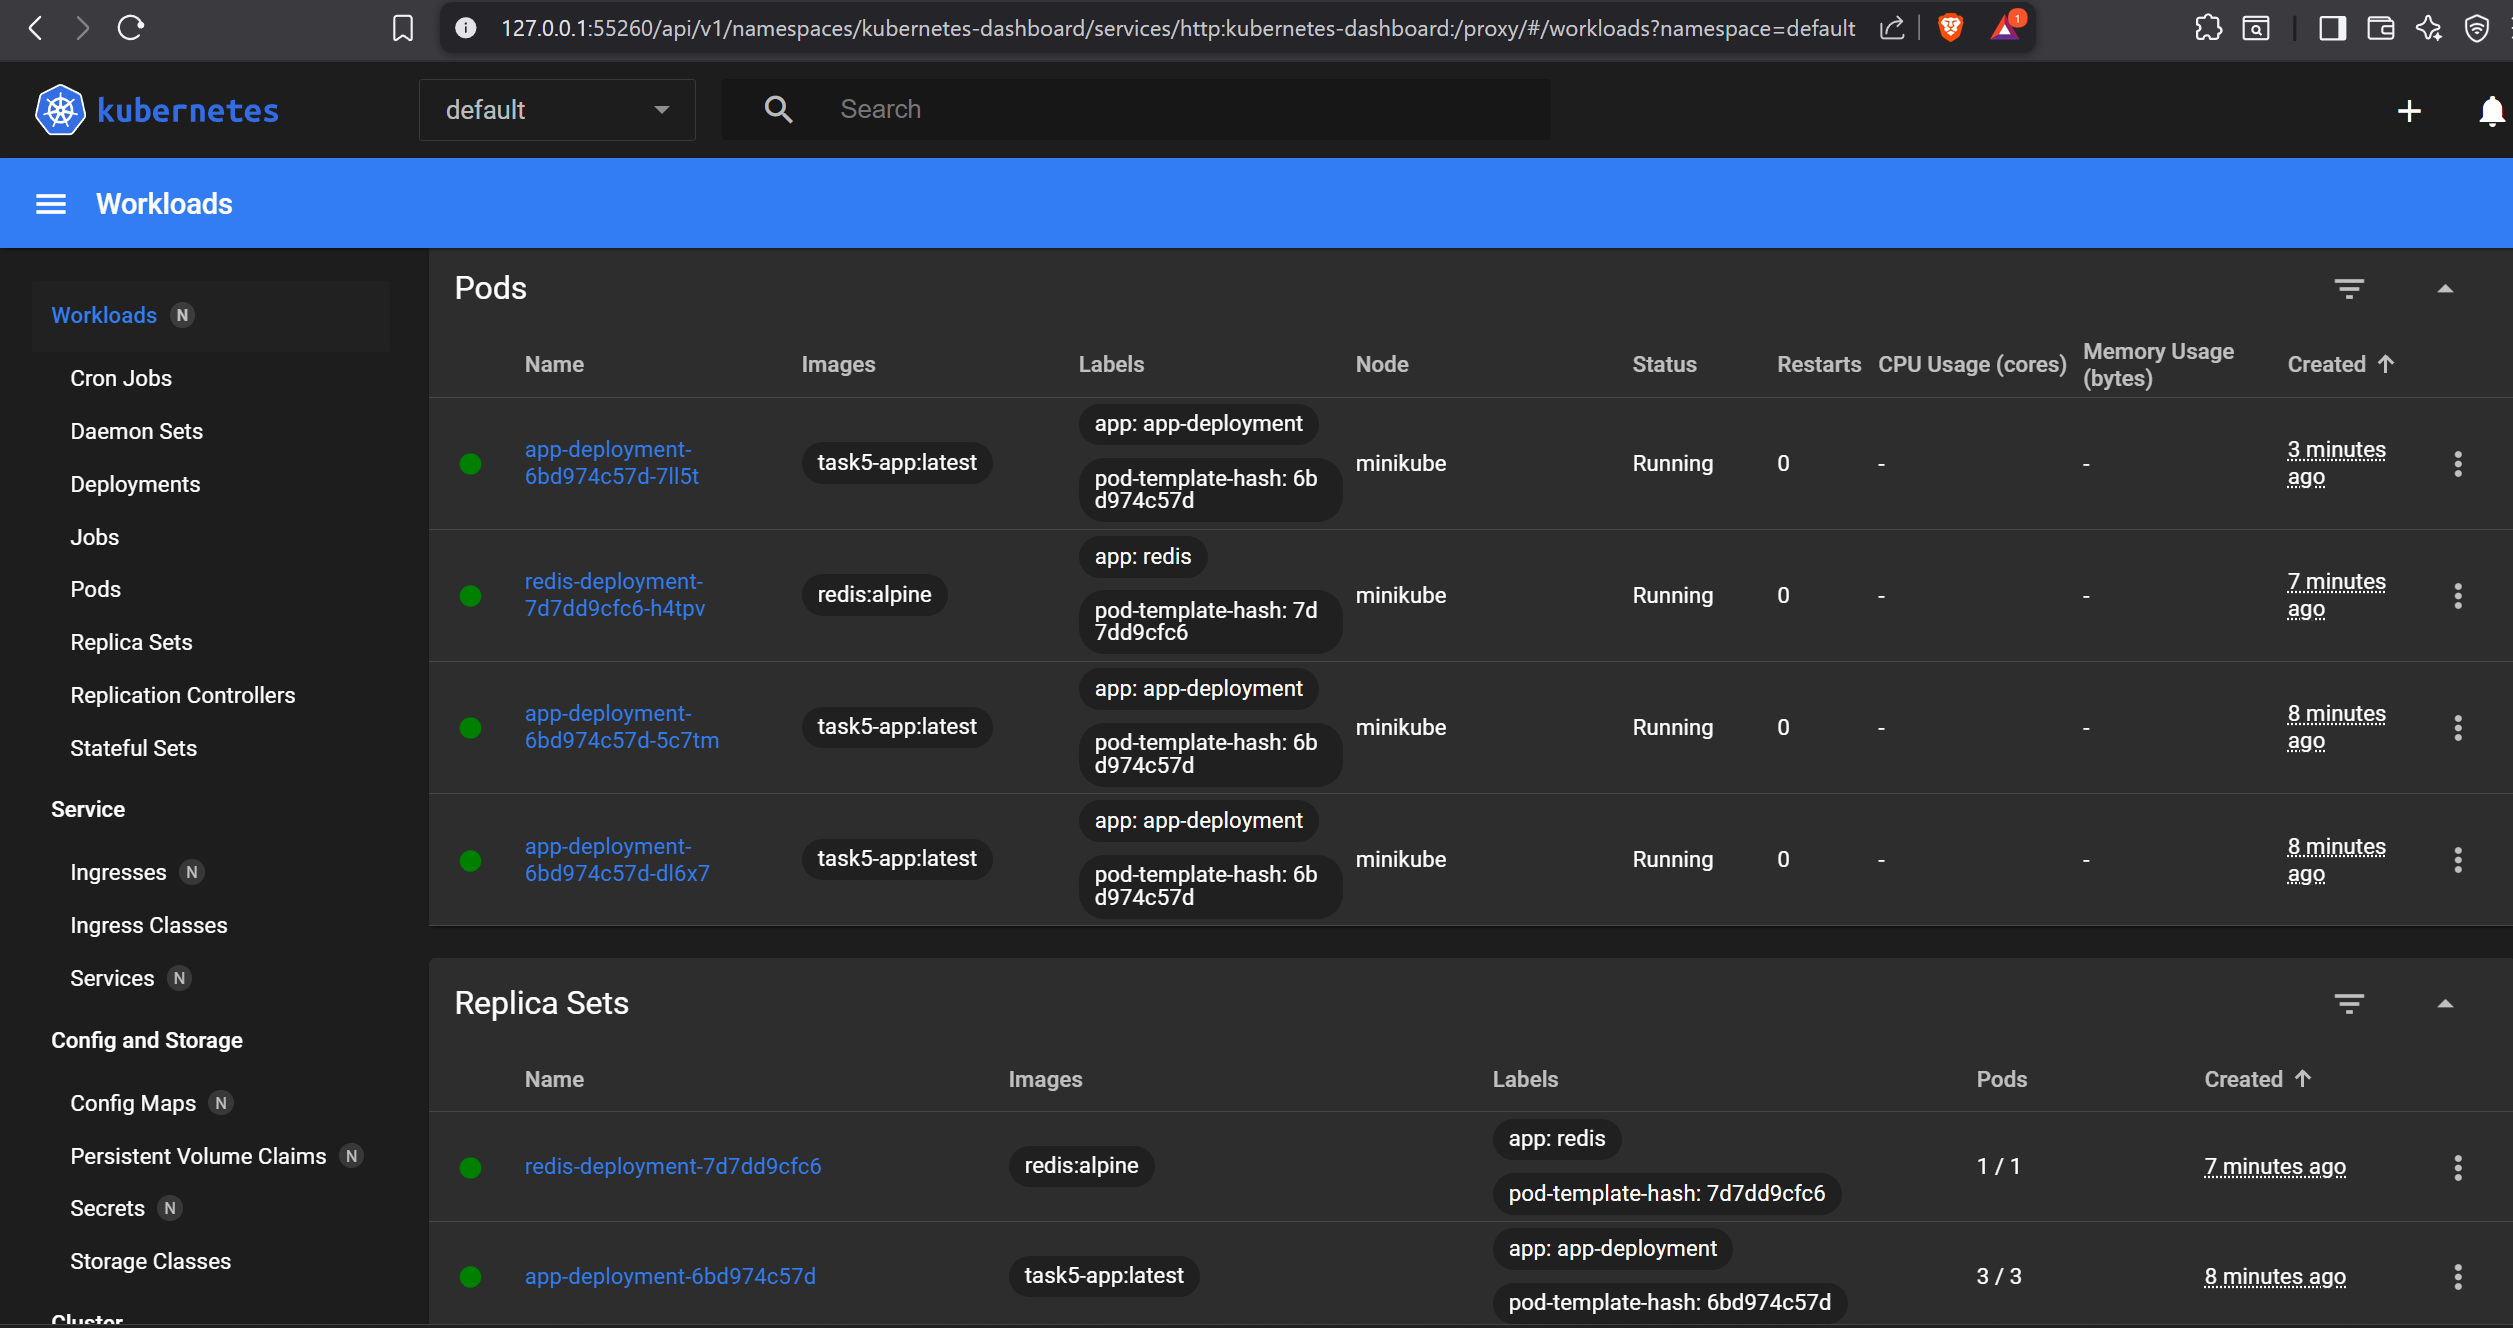 127.0.0.1:55260/api/v1/namespaces/kubernetes-dashboard/services/http:kubernetes-dashboard:/proxy/#/workloads?namespace=default
1
kubernetes
default
Search
Workloads
Workloads N
Cron Jobs
Daemon Sets
Deployments
Jobs
Pods
Replica Sets
Replication Controllers
Stateful Sets
Service
Ingresses N
Ingress Classes
Services N
Config and Storage
Config Maps N
Persistent Volume Claims N
Secrets N
Storage Classes
Cluster
Pods
Name Images Labels Node Status Restarts CPU Usage (cores) Memory Usage (bytes) Created
app-deployment-
6bd974c57d-7ll5t
task5-app:latest
app: app-deployment
pod-template-hash: 6b
d974c57d
minikube
Running
0
-
-
3 minutes
ago
redis-deployment-
7d7dd9cfc6-h4tpv
redis:alpine
app: redis
pod-template-hash: 7d
7dd9cfc6
minikube
Running
0
-
-
7 minutes
ago
app-deployment-
6bd974c57d-5c7tm
task5-app:latest
app: app-deployment
pod-template-hash: 6b
d974c57d
minikube
Running
0
-
-
8 minutes
ago
app-deployment-
6bd974c57d-dl6x7
task5-app:latest
app: app-deployment
pod-template-hash: 6b
d974c57d
minikube
Running
0
-
-
8 minutes
ago
Replica Sets
Name Images Labels Pods Created
redis-deployment-7d7dd9cfc6
redis:alpine
app: redis
pod-template-hash: 7d7dd9cfc6
1 / 1
7 minutes ago
app-deployment-6bd974c57d
task5-app:latest
app: app-deployment
pod-template-hash: 6bd974c57d
3 / 3
8 minutes ago